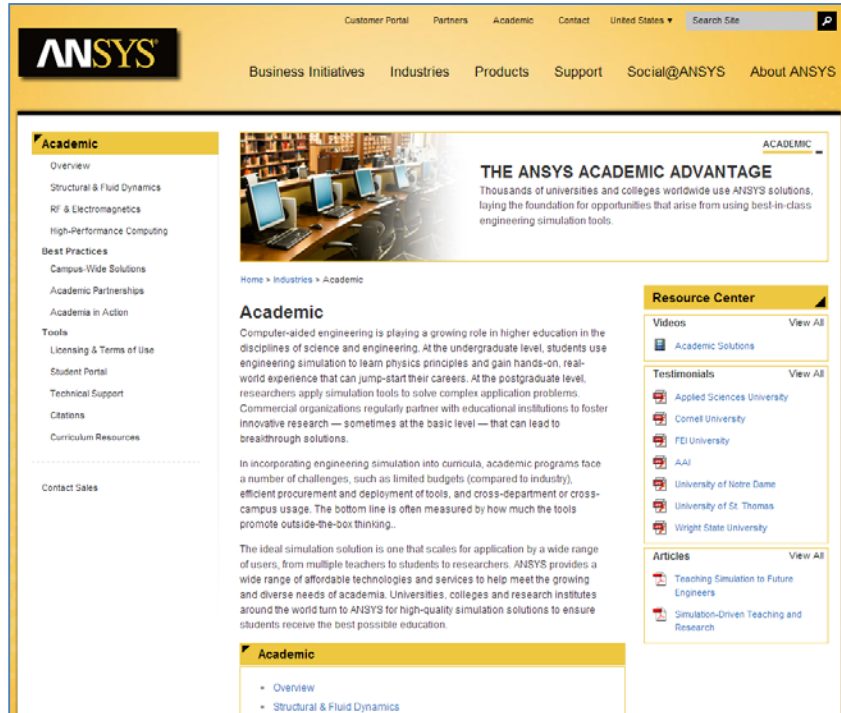 Customer Portal Partners Academic Contact United States ▾ Search Site
ANSYS®
Business Initiatives Industries Products Support Social@ANSYS About ANSYS
Academic
Overview
Structural & Fluid Dynamics
RF & Electromagnetics
High-Performance Computing
Best Practices
Campus-Wide Solutions
Academic Partnerships
Academia in Action
Tools
Licensing & Terms of Use
Student Portal
Technical Support
Citations
Curriculum Resources
Contact Sales
ACADEMIC
THE ANSYS ACADEMIC ADVANTAGE
Thousands of universities and colleges worldwide use ANSYS solutions,
laying the foundation for opportunities that arise from using best-in-class
engineering simulation tools.
Home » Industries » Academic
Academic
Computer-aided engineering is playing a growing role in higher education in the
disciplines of science and engineering. At the undergraduate level, students use
engineering simulation to learn physics principles and gain hands-on, real-
world experience that can jump-start their careers. At the postgraduate level,
researchers apply simulation tools to solve complex application problems.
Commercial organizations regularly partner with educational institutions to foster
innovative research — sometimes at the basic level — that can lead to
breakthrough solutions.
In incorporating engineering simulation into curricula, academic programs face
a number of challenges, such as limited budgets (compared to industry),
efficient procurement and deployment of tools, and cross-department or cross-
campus usage. The bottom line is often measured by how much the tools
promote outside-the-box thinking..
The ideal simulation solution is one that scales for application by a wide range
of users, from multiple teachers to students to researchers. ANSYS provides a
wide range of affordable technologies and services to help meet the growing
and diverse needs of academia. Universities, colleges and research institutes
around the world turn to ANSYS for high-quality simulation solutions to ensure
students receive the best possible education.
Academic
Overview
Structural & Fluid Dynamics
Resource Center
Videos View All
Academic Solutions
Testimonials View All
Applied Sciences University
Cornell University
FEI University
AAI
University of Notre Dame
University of St. Thomas
Wright State University
Articles View All
Teaching Simulation to Future
Engineers
Simulation-Driven Teaching and
Research